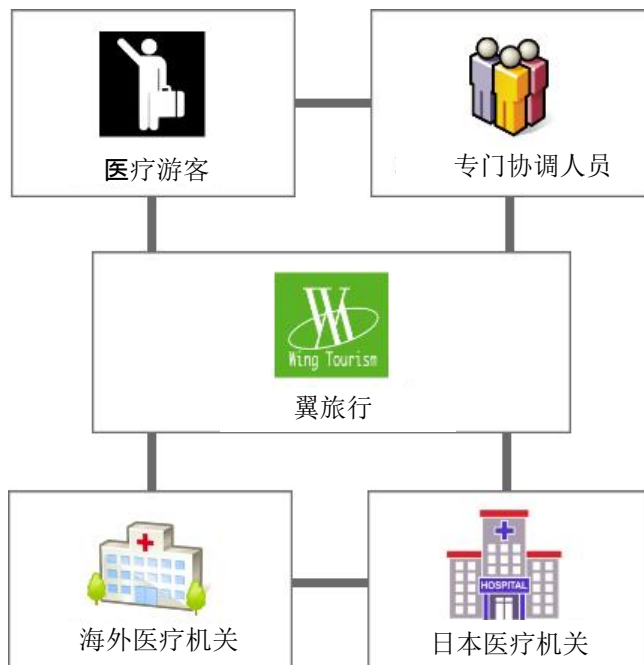 医疗游客
专门协调人员
Wing Tourism
翼旅行
海外医疗机关
HOSPITAL
日本医疗机关